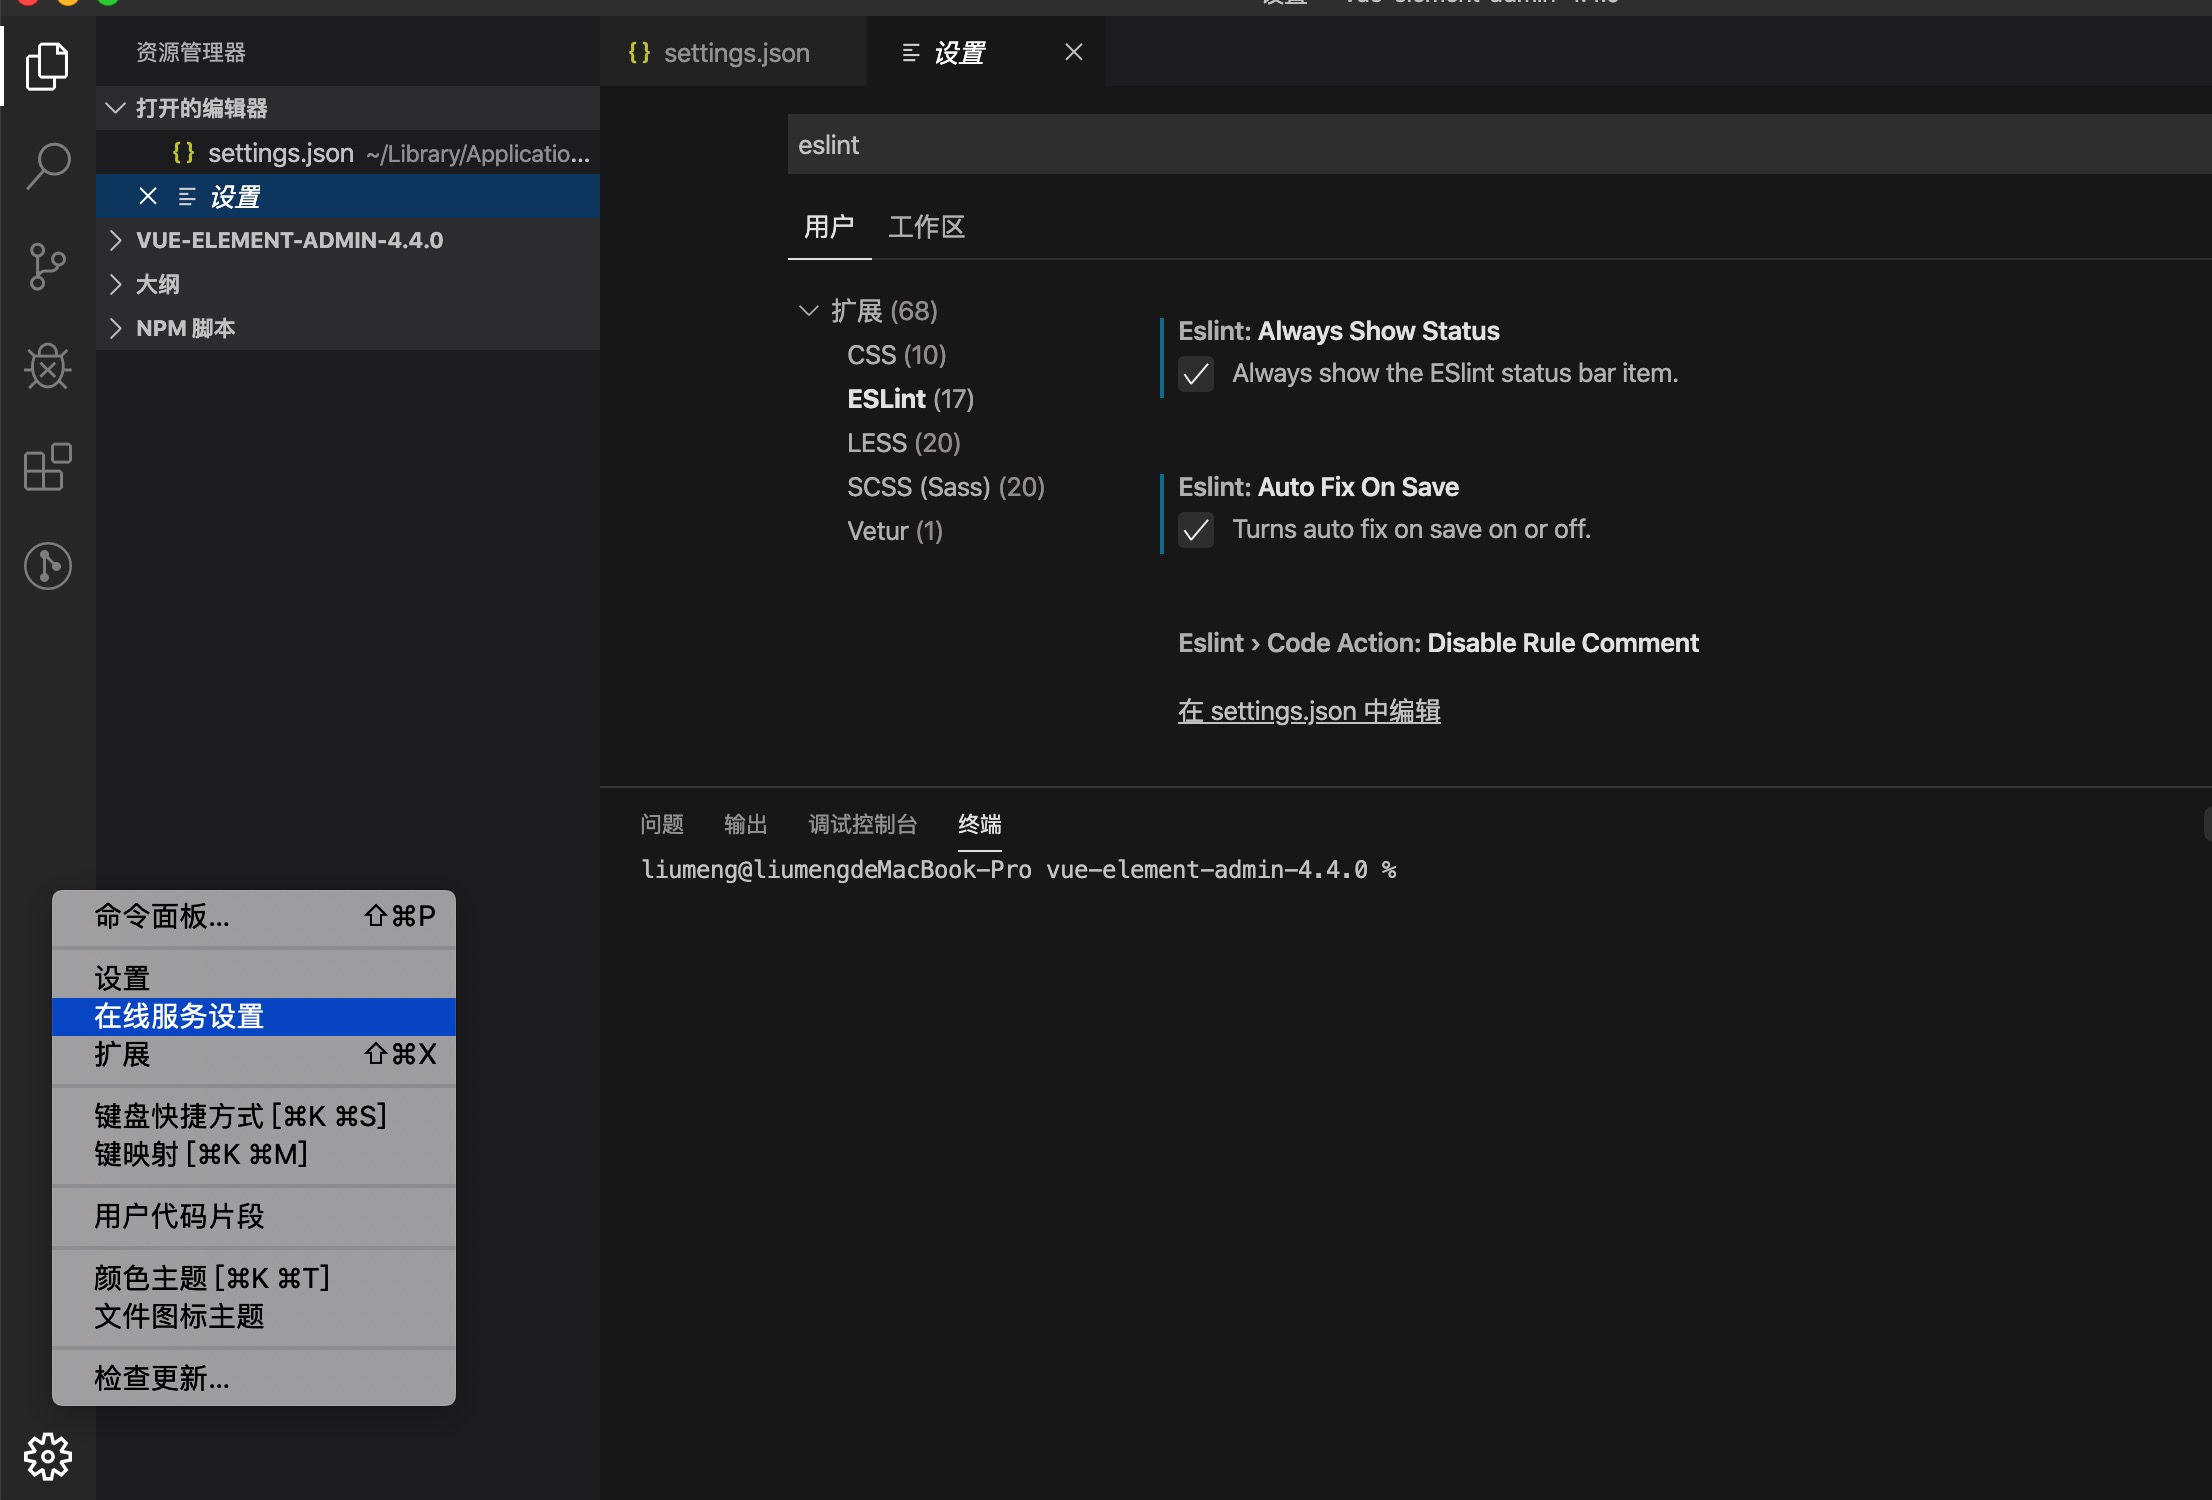 资源管理器
打开的编辑器
{} settings.json ~/Library/Applicatio...
设置
VUE-ELEMENT-ADMIN-4.4.0
大纲
NPM 脚本
{} settings.json
设置
eslint
用户 工作区
扩展 (68)
CSS (10)
ESLint (17)
LESS (20)
SCSS (Sass) (20)
Vetur (1)
Eslint: Always Show Status
Always show the ESlint status bar item.
Eslint: Auto Fix On Save
Turns auto fix on save on or off.
Eslint › Code Action: Disable Rule Comment
在 settings.json 中编辑
问题 输出 调试控制台 终端
liumeng@liumengdeMacBook-Pro vue-element-admin-4.4.0 %
命令面板... ⇧⌘P
设置
在线服务设置
扩展 ⇧⌘X
键盘快捷方式 [⌘K ⌘S]
键映射 [⌘K ⌘M]
用户代码片段
颜色主题 [⌘K ⌘T]
文件图标主题
检查更新...